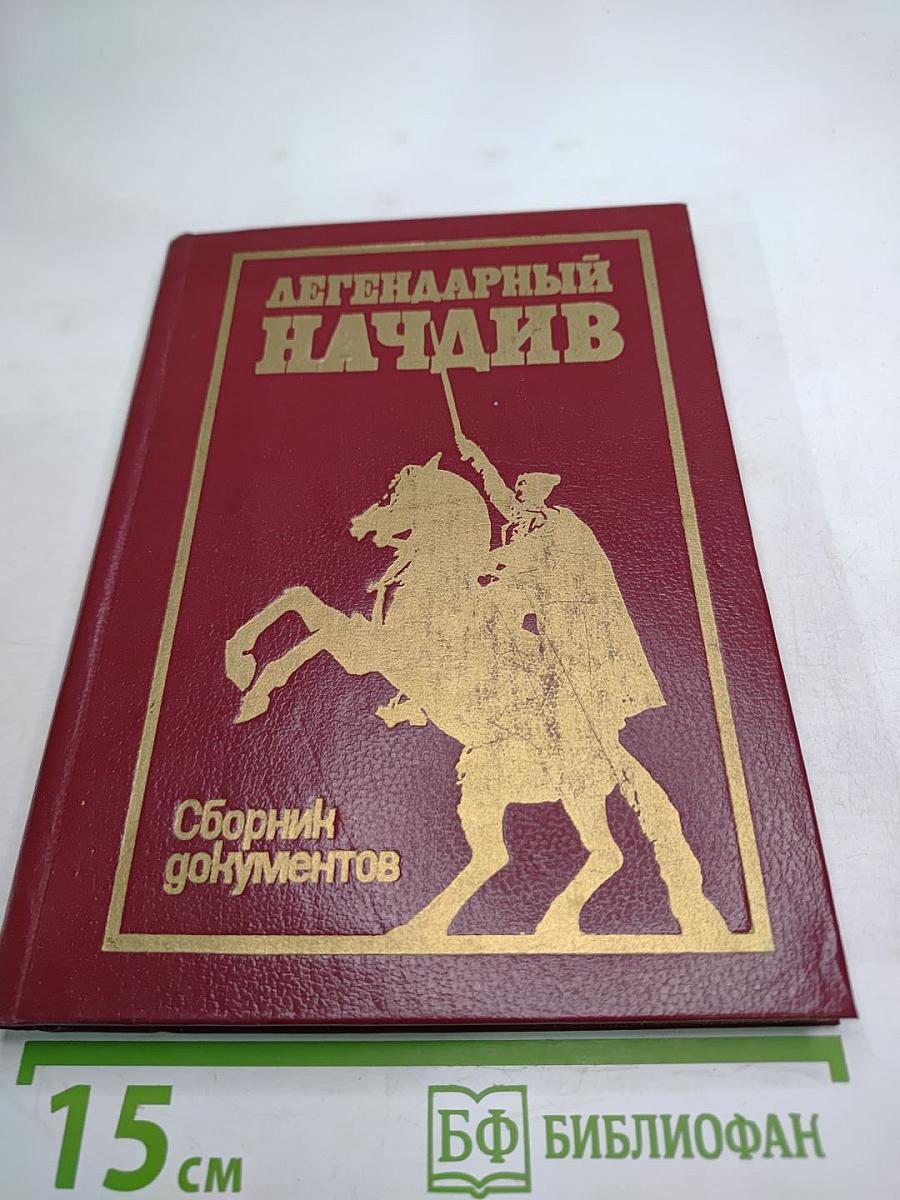 ЛЕГЕНДАРНЫЙ
НАЧДИВ
Сборник
документов
15 см
БФ БИБЛИОФАН